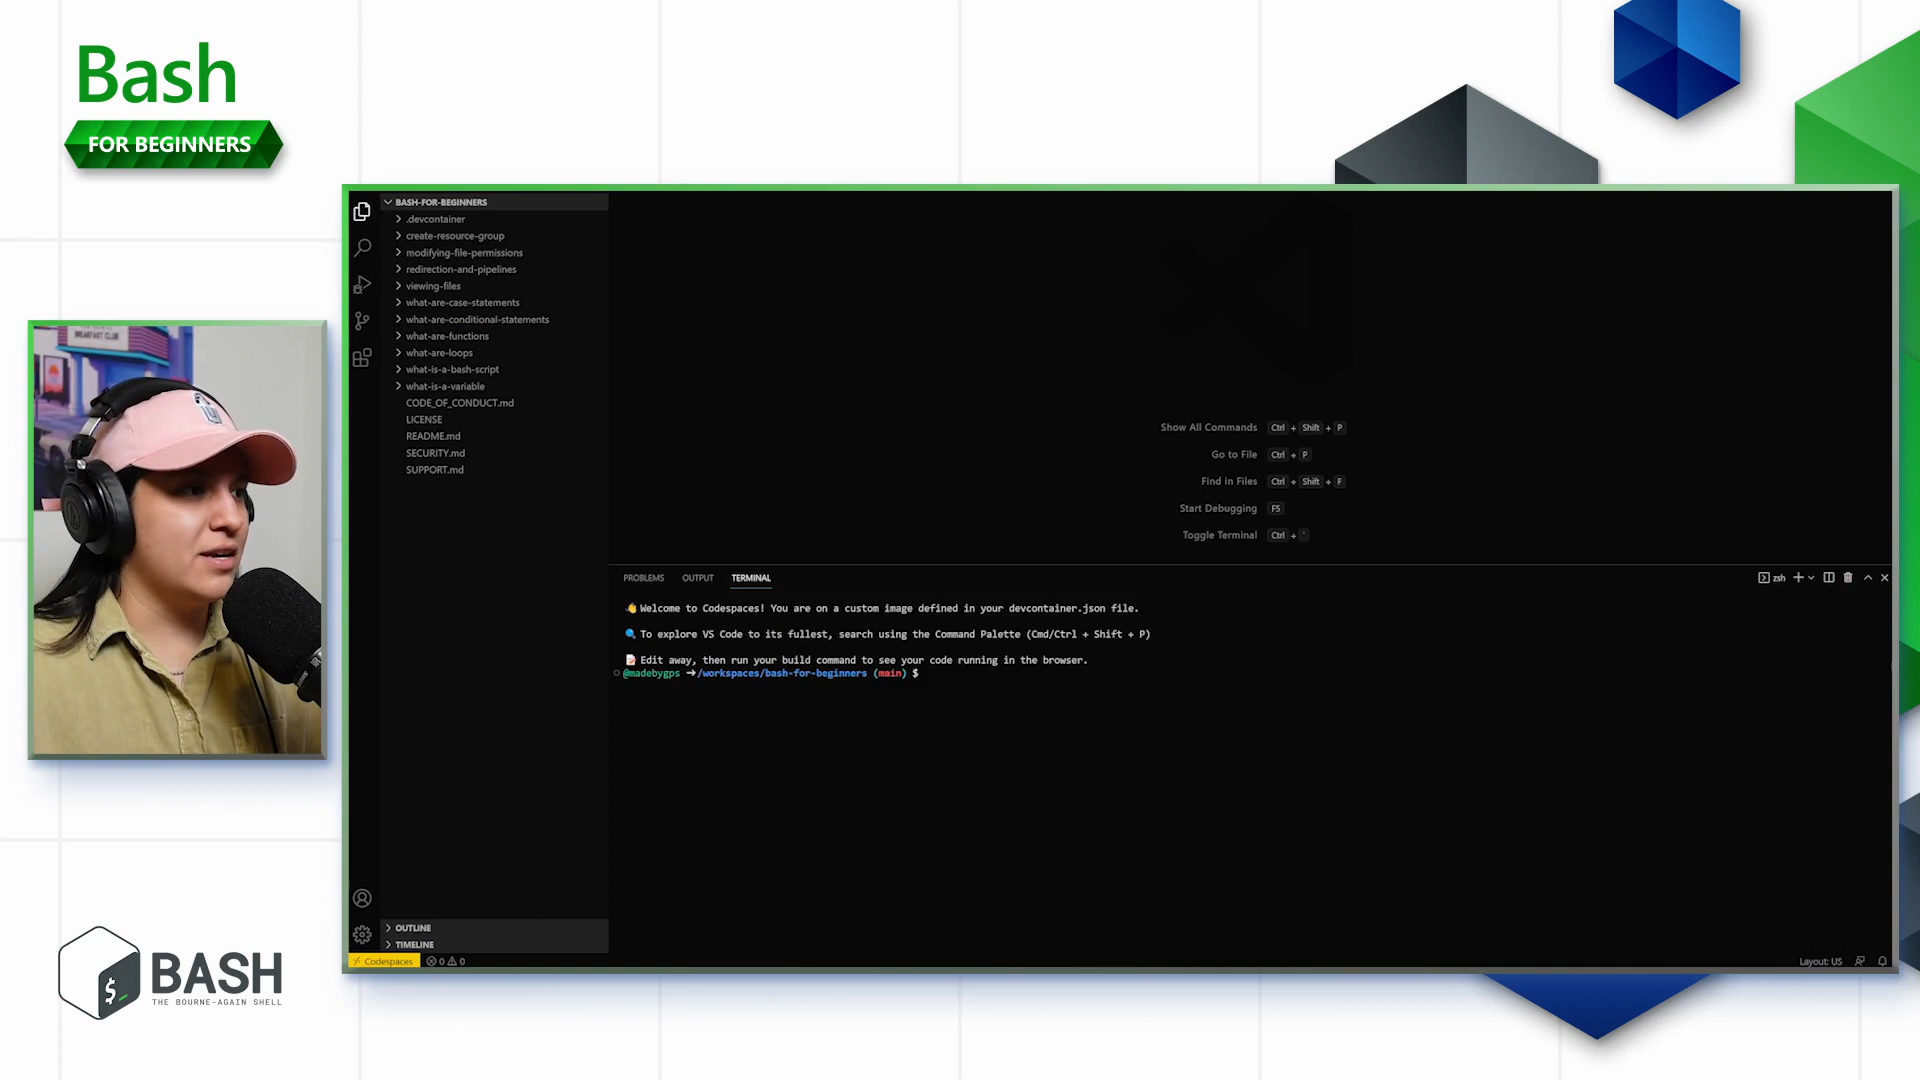 Bash
FOR BEGINNERS
BREAKFAST CLUB
BASH-FOR-BEGINNERS
.devcontainer
create-resource-group
modifying-file-permissions
redirection-and-pipelines
viewing-files
what-are-case-statements
what-are-conditional-statements
what-are-functions
what-are-loops
what-is-a-bash-script
what-is-a-variable
CODE_OF_CONDUCT.md
LICENSE
README.md
SECURITY.md
SUPPORT.md
OUTLINE
TIMELINE
Show All Commands Ctrl + Shift + P
Go to File Ctrl + P
Find in Files Ctrl + Shift + F
Start Debugging F5
Toggle Terminal Ctrl + `
PROBLEMS OUTPUT TERMINAL
zsh
Welcome to Codespaces! You are on a custom image defined in your devcontainer.json file.
To explore VS Code to its fullest, search using the Command Palette (Cmd/Ctrl + Shift + P)
Edit away, then run your build command to see your code running in the browser.
@madebygps ➜/workspaces/bash-for-beginners (main) $
Codespaces 0 0
Layout: US
$_
BASH
THE BOURNE-AGAIN SHELL